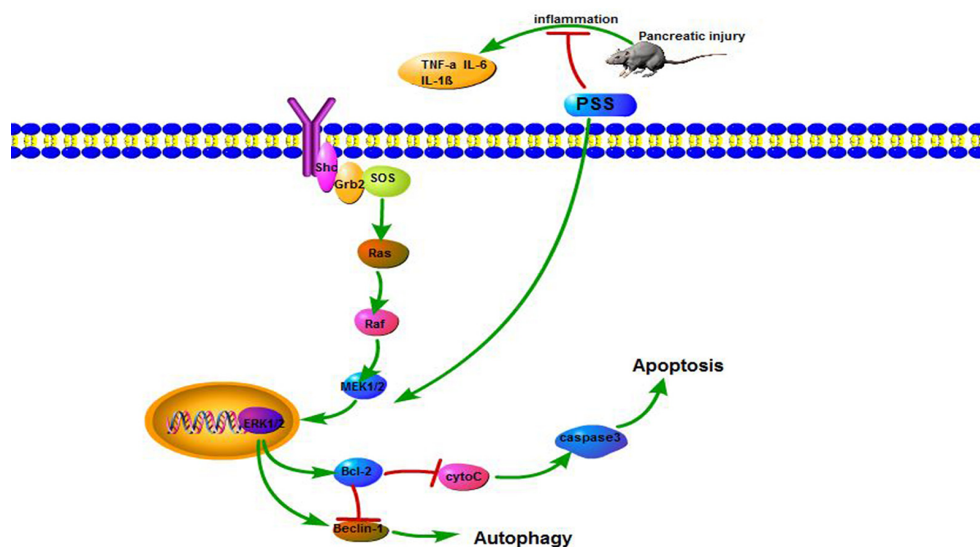 inflammation
Pancreatic injury
TNF-a IL-6
IL-1ß
PSS
Shc
Grb2
SOS
Ras
Raf
MEK1/2
Apoptosis
ERK1/2
caspase3
Bcl-2
cytoC
Beclin-1
Autophagy